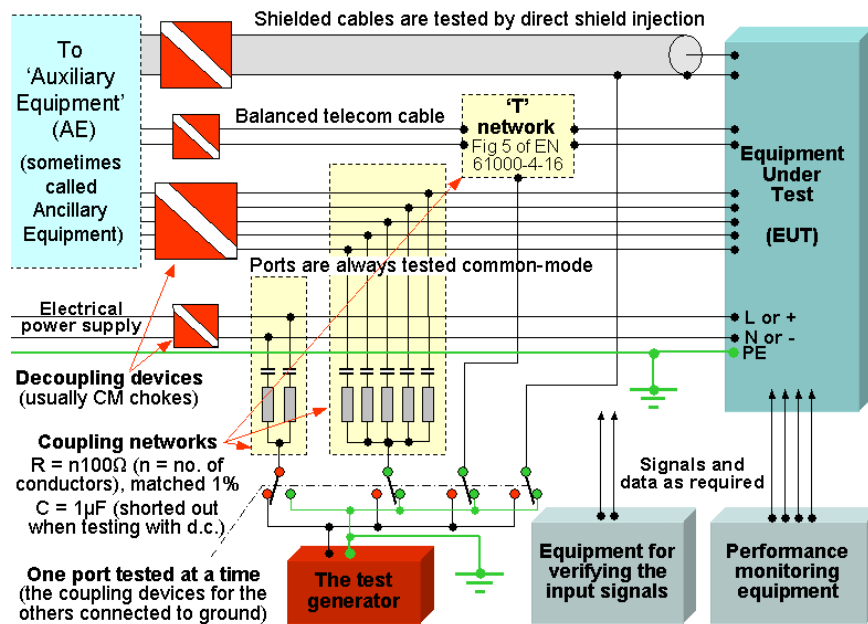 Shielded cables are tested by direct shield injection
To
‘Auxiliary
Equipment’
(AE)
(sometimes
called
Ancillary
Equipment)
Balanced telecom cable
‘T’
network
Fig 5 of EN
61000-4-16
Equipment
Under
Test
(EUT)
Ports are always tested common-mode
Electrical
power supply
L or +
N or -
PE
Decoupling devices
(usually CM chokes)
Coupling networks
R = n100Ω (n = no. of
conductors), matched 1%
C = 1µF (shorted out
when testing with d.c.)
Signals and
data as required
One port tested at a time
(the coupling devices for the
others connected to ground)
The test
generator
Equipment for
verifying the
input signals
Performance
monitoring
equipment